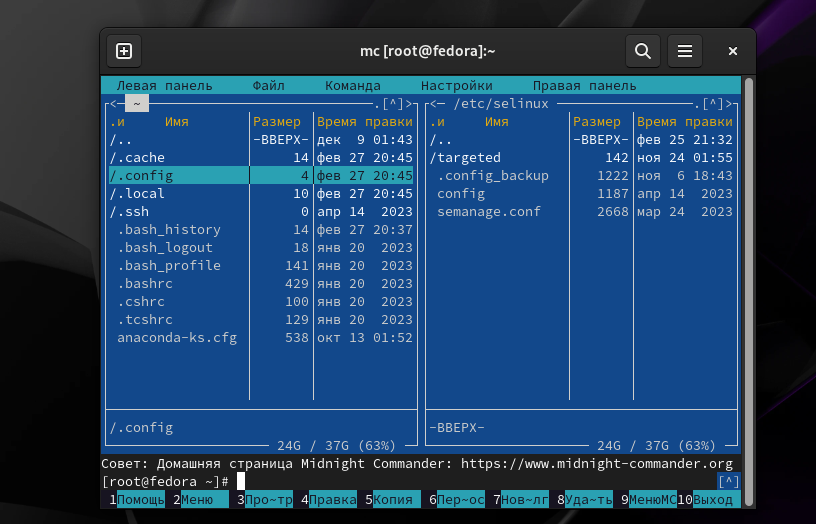 mc [root@fedora]:~
Левая панель Файл Команда Настройки Правая панель
<─ ~ .[^]>
.и Имя Размер Время правки
/.. -ВВЕРХ- дек 9 01:43
/.cache 14 фев 27 20:45
/.config 4 фев 27 20:45
/.local 10 фев 27 20:45
/.ssh 0 апр 14 2023
.bash_history 14 фев 27 20:37
.bash_logout 18 янв 20 2023
.bash_profile 141 янв 20 2023
.bashrc 429 янв 20 2023
.cshrc 100 янв 20 2023
.tcshrc 129 янв 20 2023
anaconda-ks.cfg 538 окт 13 01:52
/.config
24G / 37G (63%)
<─ /etc/selinux .[^]>
.и Имя Размер Время правки
/.. -ВВЕРХ- фев 25 21:32
/targeted 142 ноя 24 01:55
.config_backup 1222 ноя 6 18:43
config 1187 апр 14 2023
semanage.conf 2668 мар 24 2023
-ВВЕРХ-
24G / 37G (63%)
Совет: Домашняя страница Midnight Commander: https://www.midnight-commander.org
[root@fedora ~]# [^]
1Помощь 2Меню 3Про~тр 4Правка 5Копия 6Пер~ос 7Нов~лг 8Уда~ть 9МенюМС 10Выход